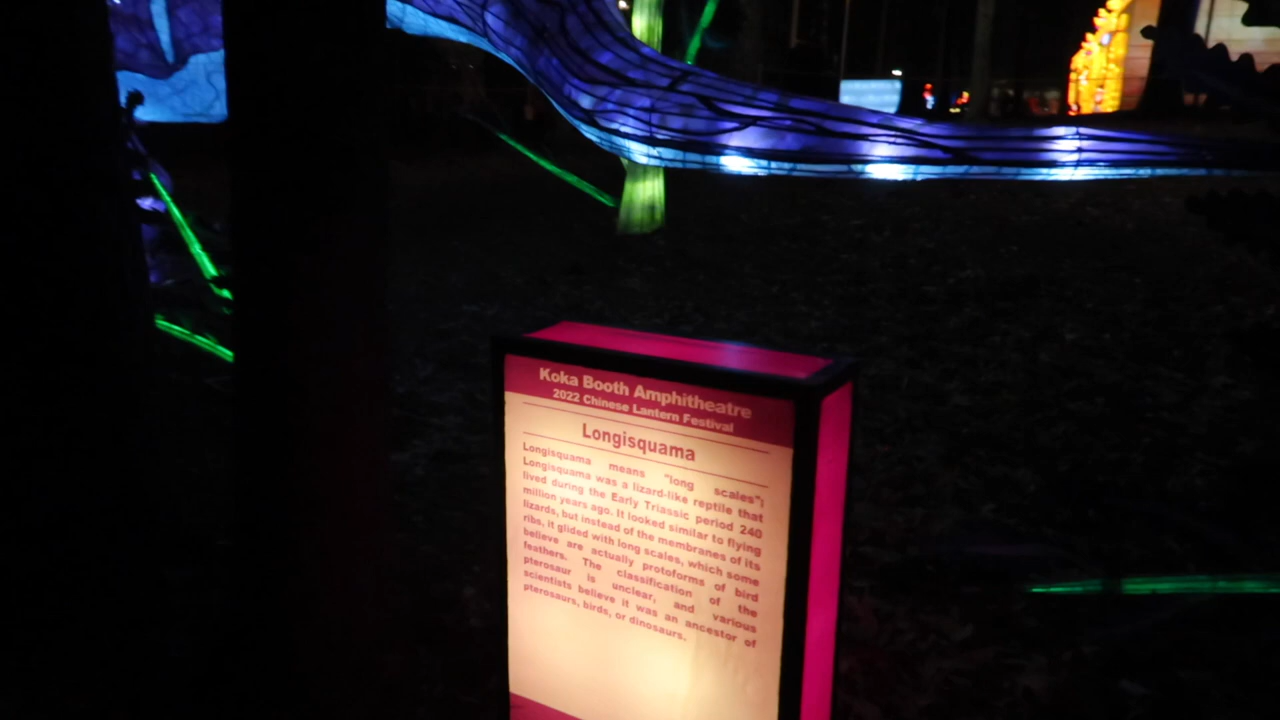 Koka Booth Amphitheatre
2022 Chinese Lantern Festival
Longisquama
Longisquama means "long scales";
Longisquama was a lizard-like reptile that
lived during the Early Triassic period 240
million years ago. It looked similar to flying
lizards, but instead of the membranes of its
ribs, it glided with long scales, which some
believe are actually protoforms of bird
feathers. The classification of the
pterosaur is unclear, and various
scientists believe it was an ancestor of
pterosaurs, birds, or dinosaurs.